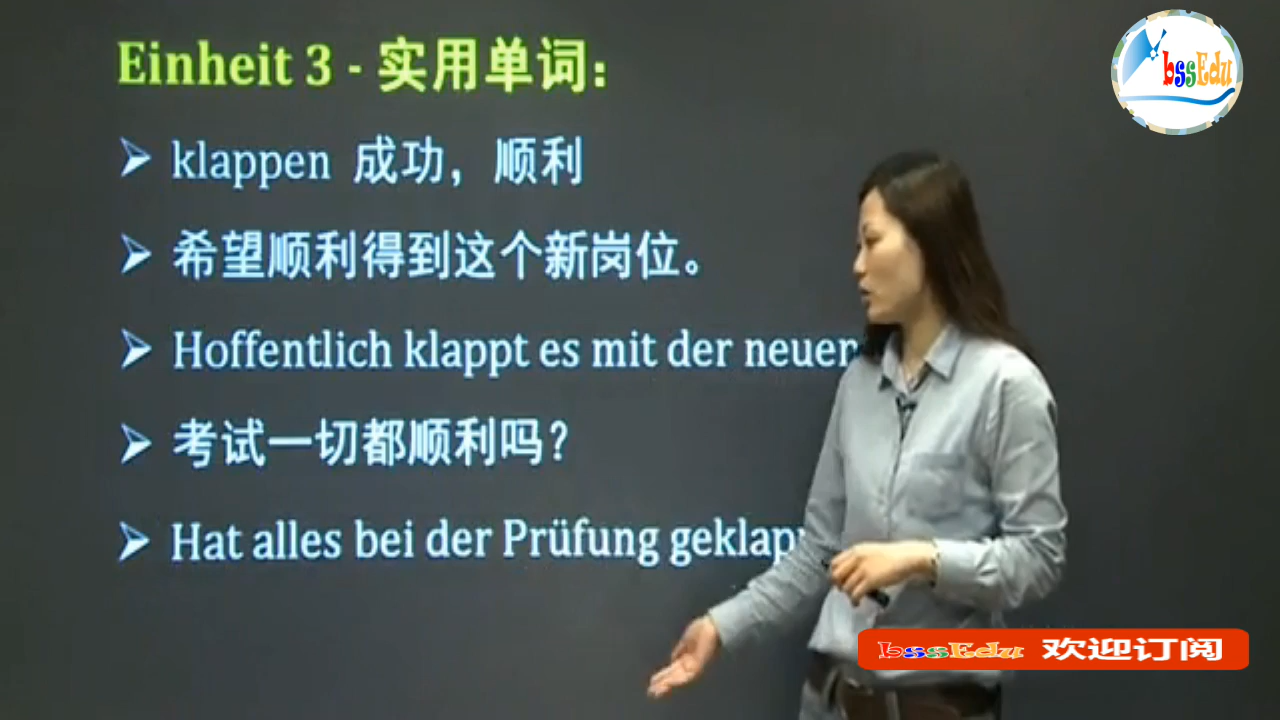 Einheit 3 - 实用单词:
klappen 成功，顺利
希望顺利得到这个新岗位。
Hoffentlich klappt es mit der
考试一切都顺利吗？
Hat alles bei der Prüfung
bssEdu
bssEdu 欢迎订阅